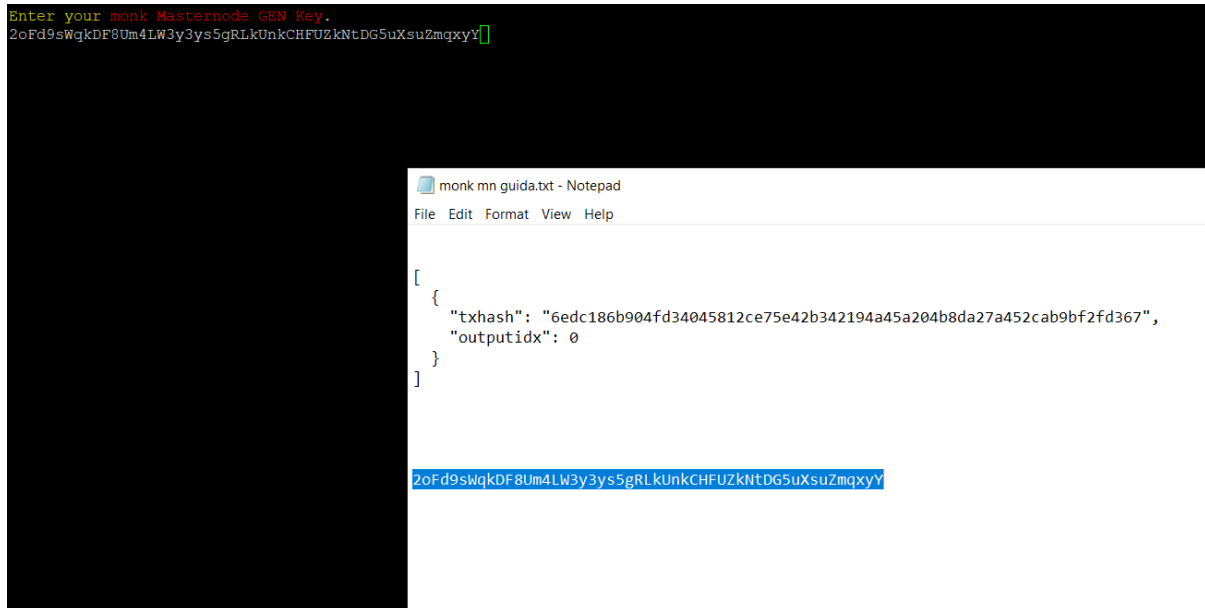 Enter your monk Masternode GEN Key.
2oFd9sWqkDF8Um4LW3y3ys5gRLkUnkCHFUZkNtDG5uXsuZmqxyY
monk mn guida.txt - Notepad
File Edit Format View Help
[
{
"txhash": "6edc186b904fd34045812ce75e42b342194a45a204b8da27a452cab9bf2fd367",
"outputidx": 0
}
]
2oFd9sWqkDF8Um4LW3y3ys5gRLkUnkCHFUZkNtDG5uXsuZmqxyY